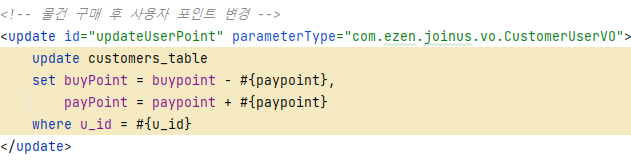 <!-- 물건 구매 후 사용자 포인트 변경 -->
<update id="updateUserPoint" parameterType="com.ezen.joinus.vo.CustomerUserVO">
    update customers_table
    set buyPoint = buypoint - #{paypoint},
        payPoint = paypoint + #{paypoint}
    where u_id = #{u_id}
</update>